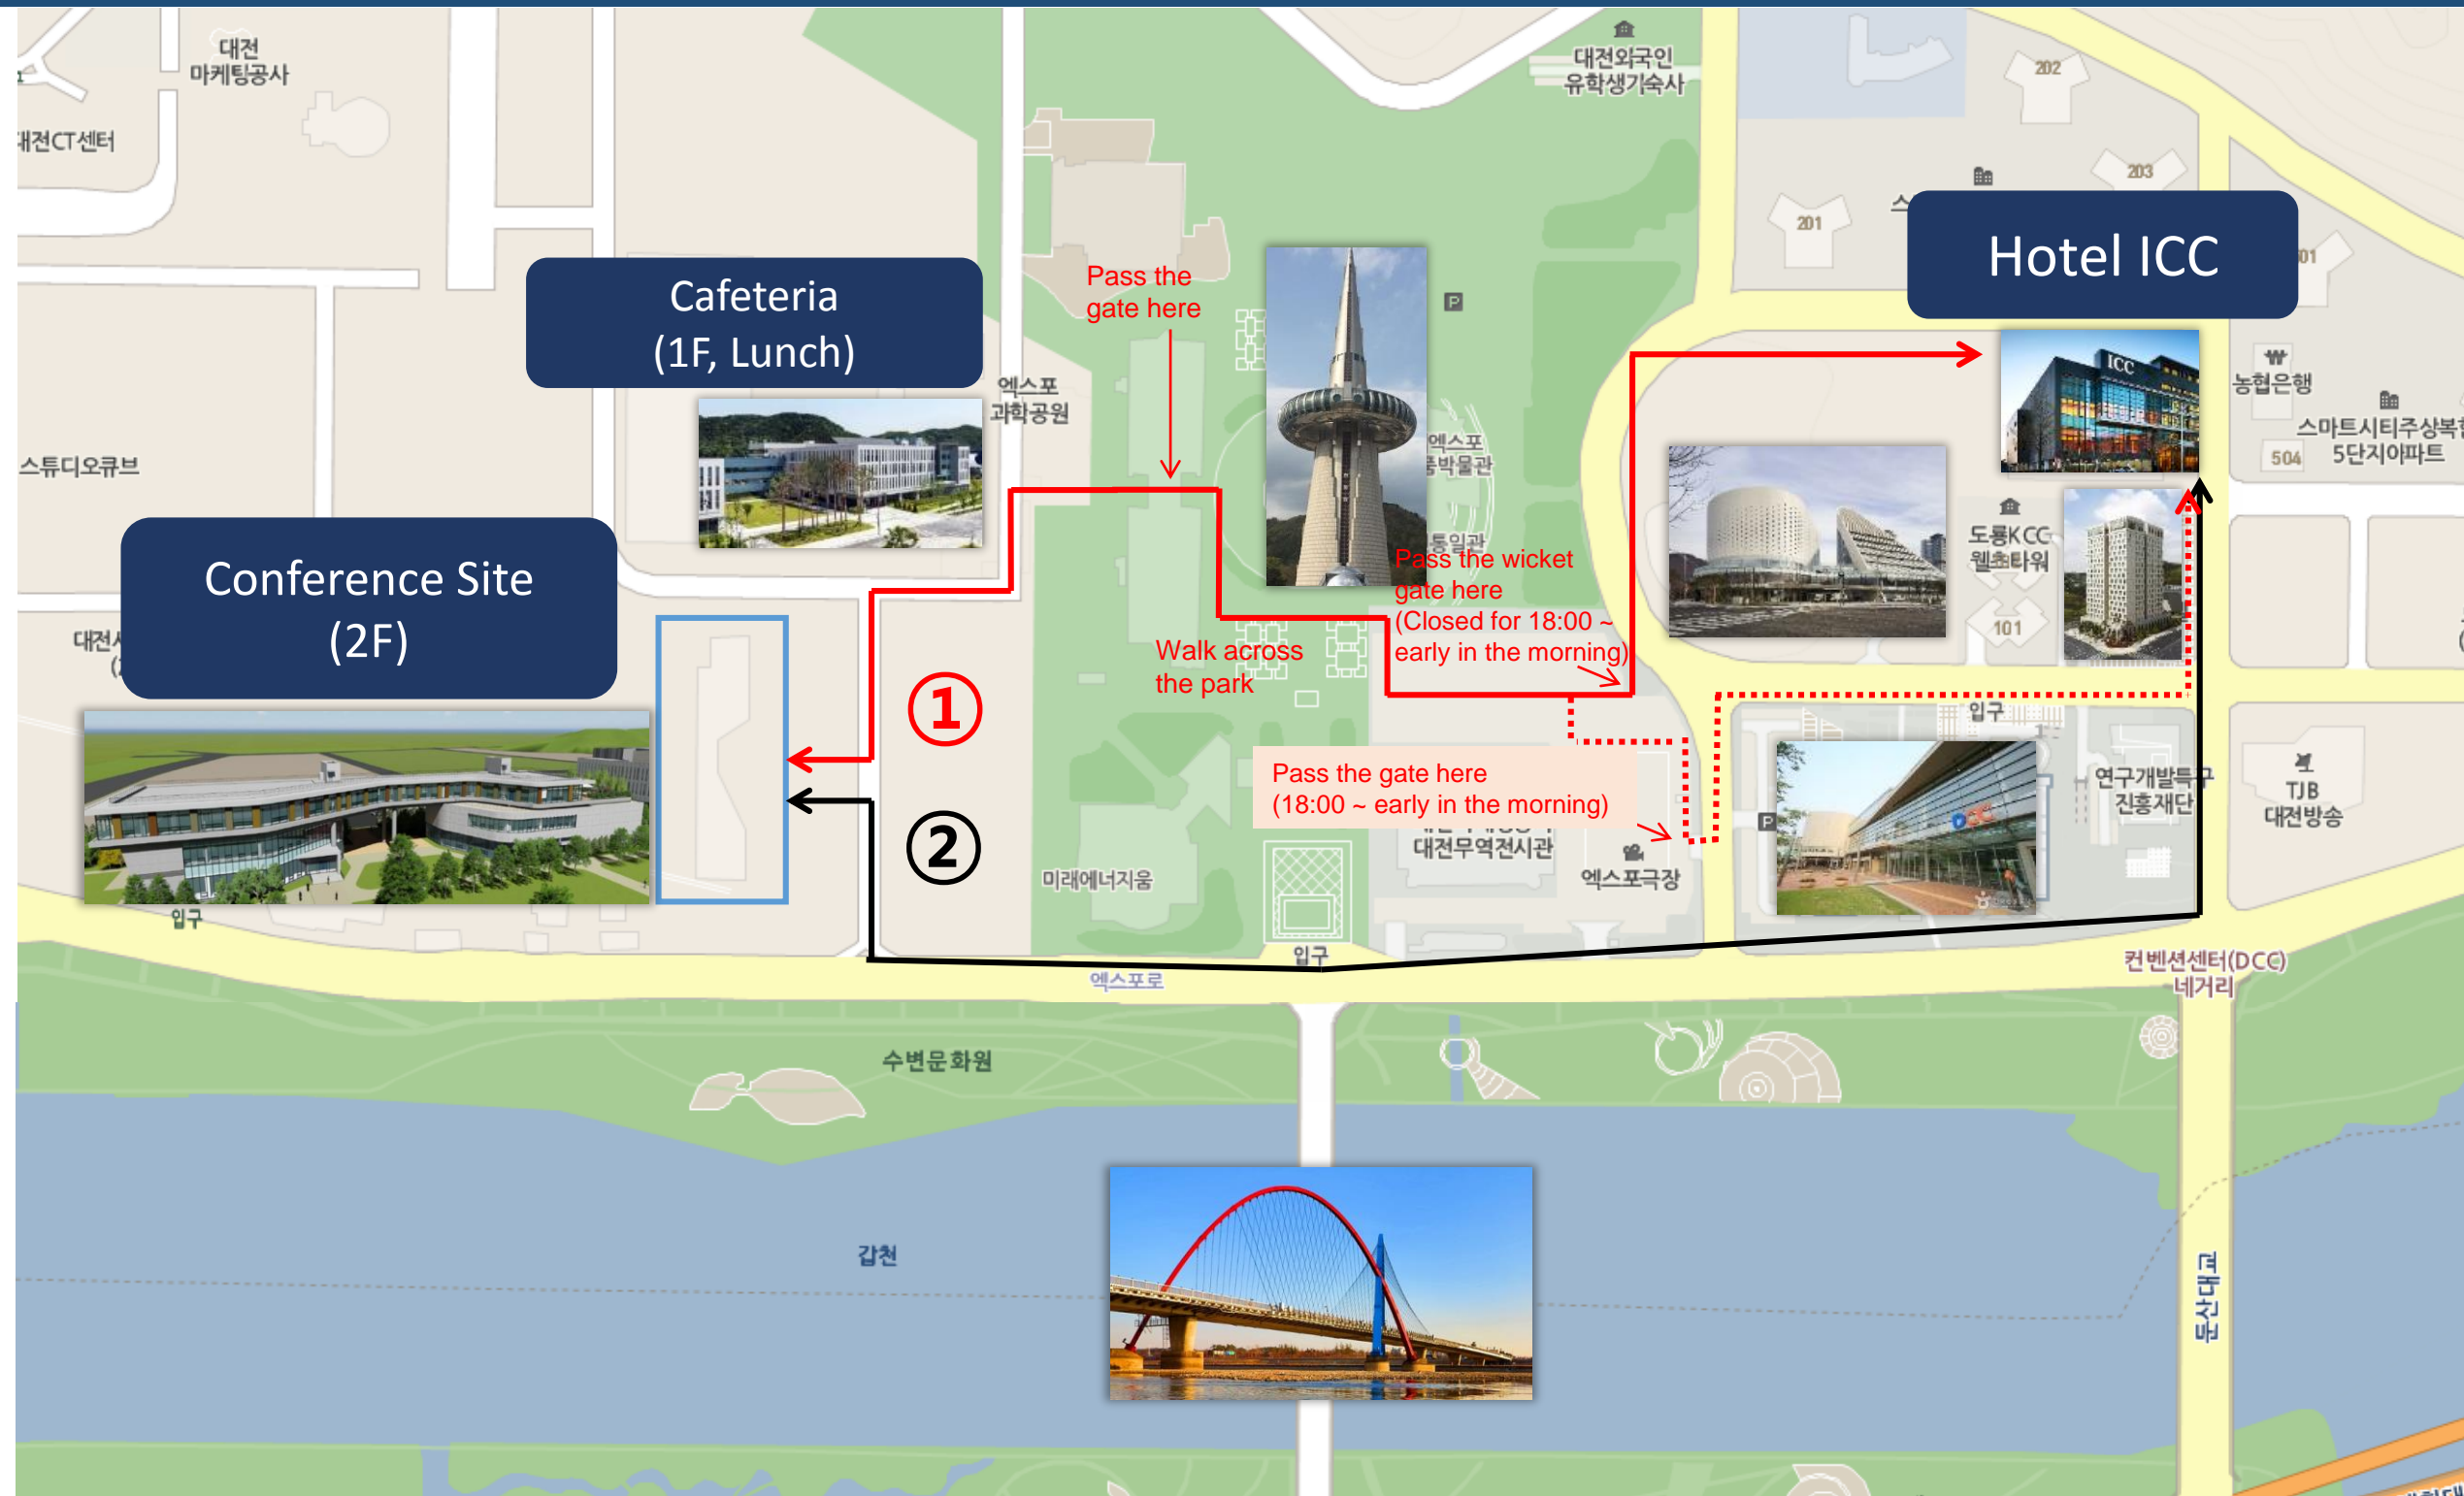 대전
마케팅공사
대전외국인
유학생기숙사
202
대전CT센터
203
201
Hotel ICC
Cafeteria
(1F, Lunch)
Pass the
gate here
P
ICC
농협은행
엑스포
과학공원
스마트시티주상복합
5단지아파트
504
스튜디오큐브
도룡KCC
웰츠타워
101
Conference Site
(2F)
통일관
Pass the wicket
gate here
(Closed for 18:00 ~
early in the morning)
Walk across
the park
①
입구
Pass the gate here
(18:00 ~ early in the morning)
연구개발특구
진흥재단
TJB
대전방송
P
②
대전무역전시관
엑스포극장
미래에너지움
입구
입구
엑스포로
컨벤션센터(DCC)
네거리
수변문화원
갑천
둔산대교